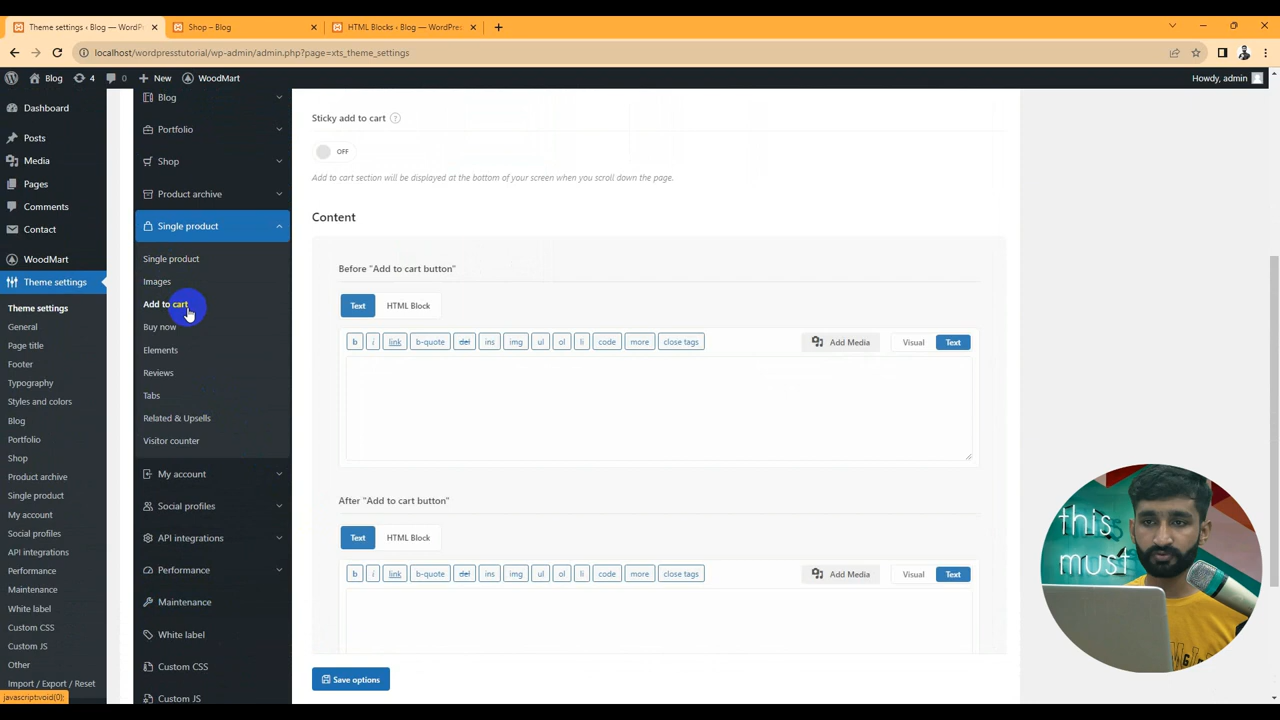 Theme settings ‹ Blog — WordPr
Shop – Blog
HTML Blocks ‹ Blog — WordPres
localhost/wordpresstutorial/wp-admin/admin.php?page=xts_theme_settings
Blog
4
0
New
WoodMart
Howdy, admin
Dashboard
Posts
Media
Pages
Comments
Contact
WoodMart
Theme settings
Theme settings
General
Page title
Footer
Typography
Styles and colors
Blog
Portfolio
Shop
Product archive
Single product
My account
Social profiles
API integrations
Performance
Maintenance
White label
Custom CSS
Custom JS
Other
Import / Export / Reset
javascript:void(0);
Blog
Portfolio
Shop
Product archive
Single product
Single product
Images
Add to cart
Buy now
Elements
Reviews
Tabs
Related & Upsells
Visitor counter
My account
Social profiles
API integrations
Performance
Maintenance
White label
Custom CSS
Custom JS
Sticky add to cart ?
OFF
Add to cart section will be displayed at the bottom of your screen when you scroll down the page.
Content
Before "Add to cart button"
Text HTML Block
b i link b-quote del ins img ul ol li code more close tags Add Media Visual Text
After "Add to cart button"
Text HTML Block
b i link b-quote del ins img ul ol li code more close tags Add Media Visual Text
Save options
this
must